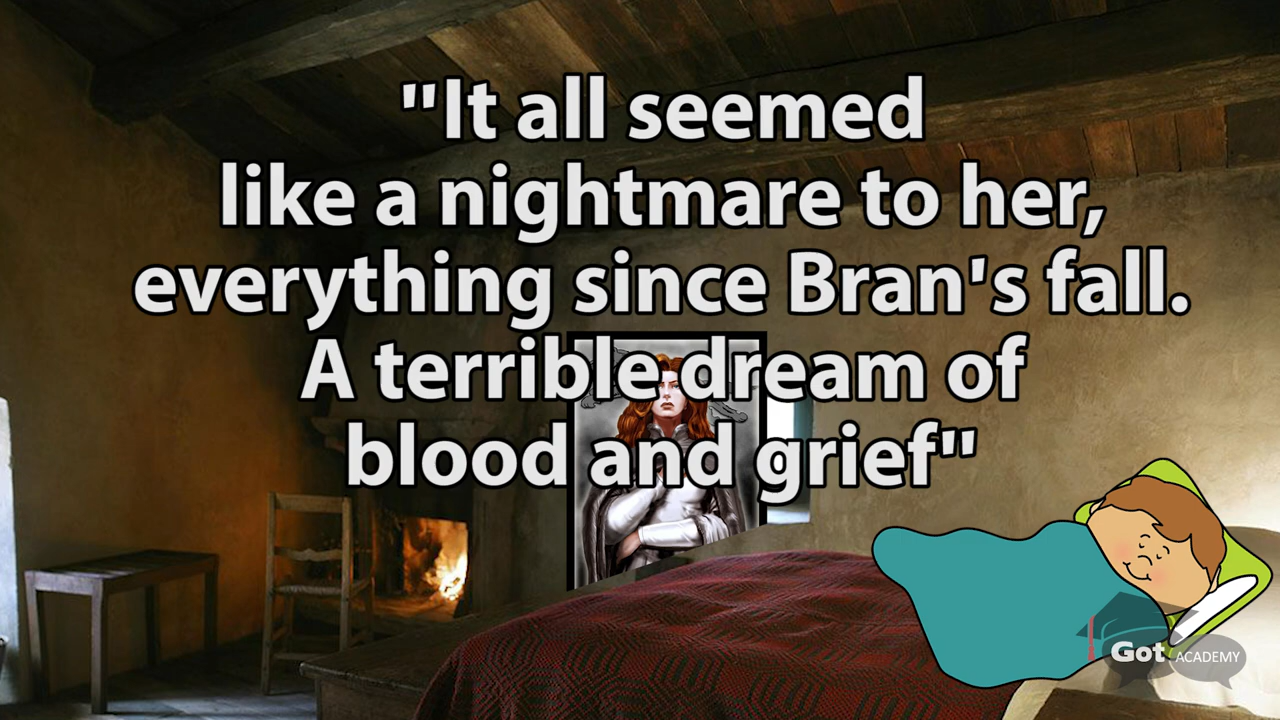 "It all seemed
like a nightmare to her,
everything since Bran's fall.
A terrible dream of
blood and grief"
Got ACADEMY